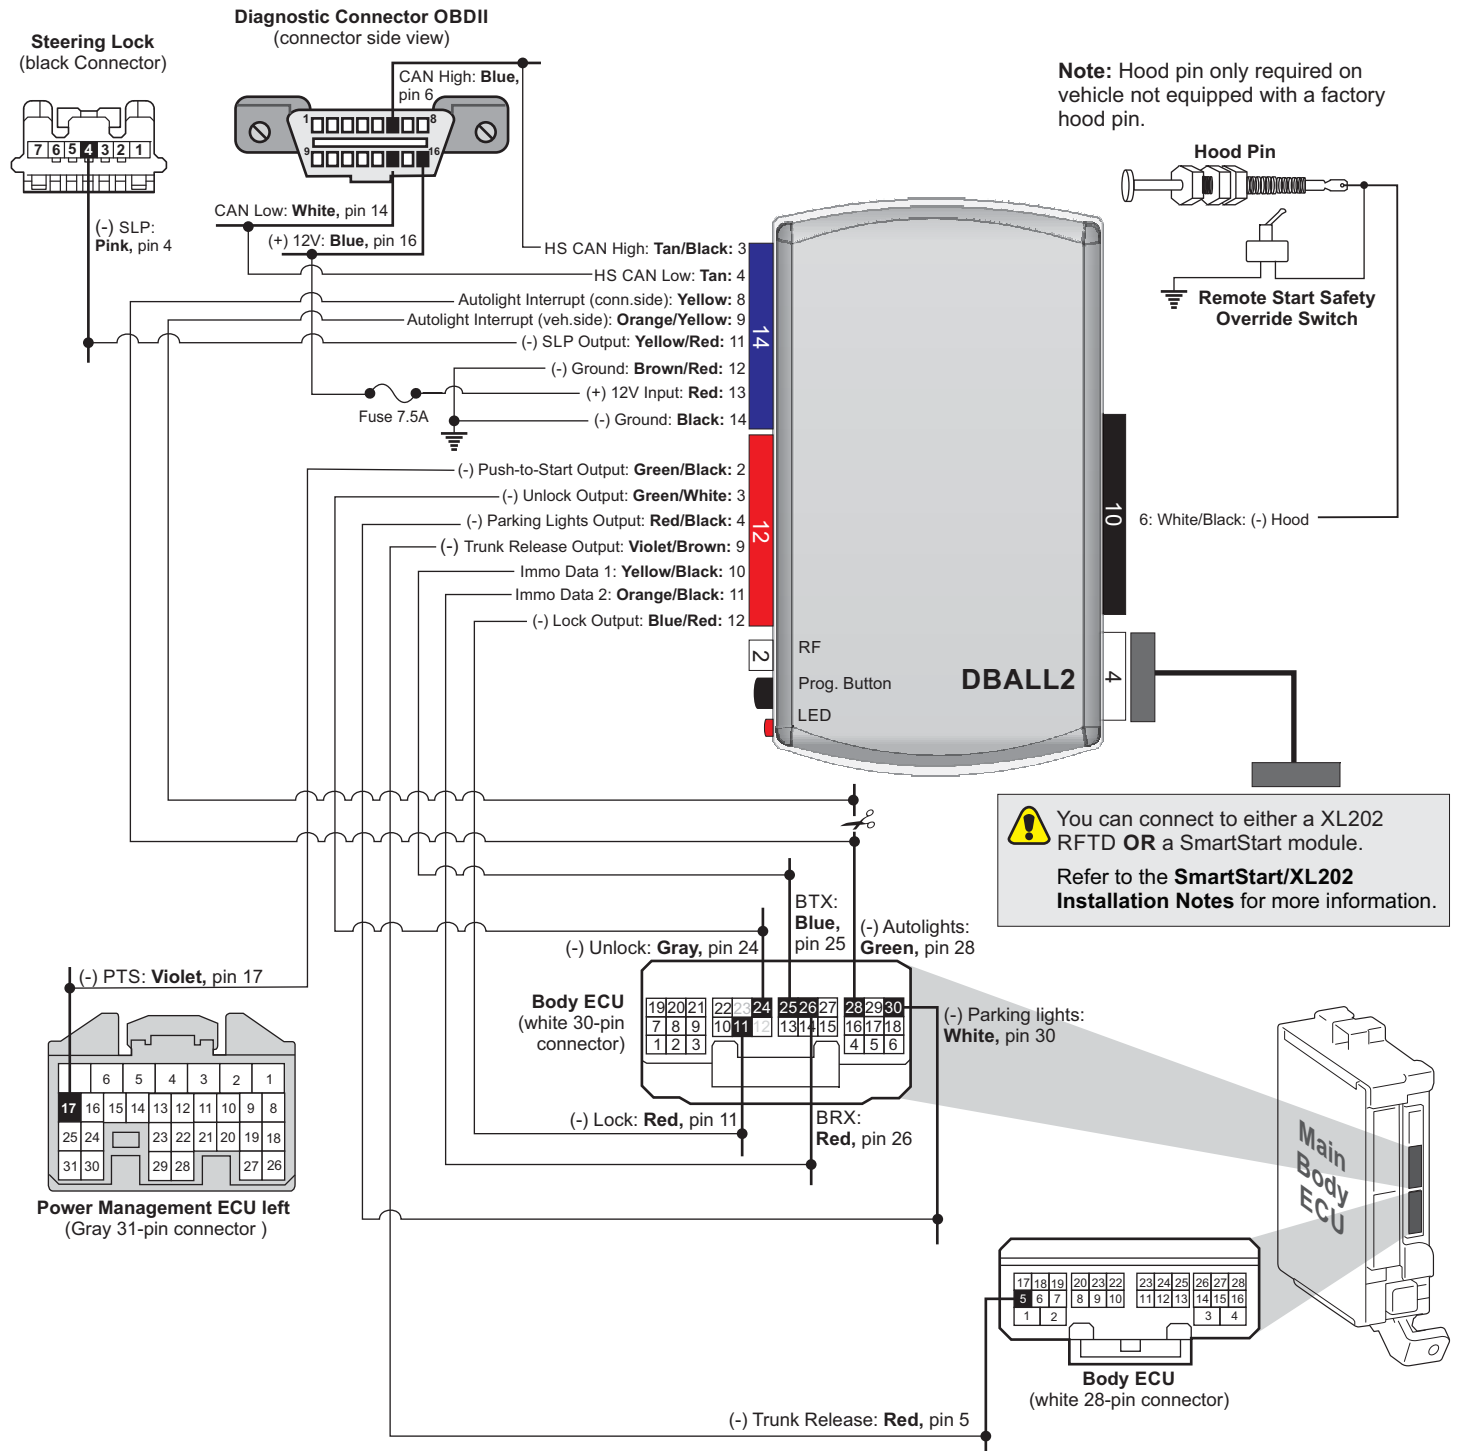 Diagnostic Connector OBDII
(connector side view)
Steering Lock
(black Connector)
CAN High: Blue,
pin 6
1
8
9
16
7 6 5 4 3 2 1
(-) SLP:
Pink, pin 4
CAN Low: White, pin 14
(+) 12V: Blue, pin 16
Note: Hood pin only required on
vehicle not equipped with a factory
hood pin.
Hood Pin
Remote Start Safety
Override Switch
HS CAN High: Tan/Black: 3
HS CAN Low: Tan: 4
Autolight Interrupt (conn.side): Yellow: 8
Autolight Interrupt (veh.side): Orange/Yellow: 9
(-) SLP Output: Yellow/Red: 11
(-) Ground: Brown/Red: 12
(+) 12V Input: Red: 13
(-) Ground: Black: 14
Fuse 7.5A
14
(-) Push-to-Start Output: Green/Black: 2
(-) Unlock Output: Green/White: 3
(-) Parking Lights Output: Red/Black: 4
(-) Trunk Release Output: Violet/Brown: 9
Immo Data 1: Yellow/Black: 10
Immo Data 2: Orange/Black: 11
(-) Lock Output: Blue/Red: 12
12
10
6: White/Black: (-) Hood
2
RF
Prog. Button
LED
DBALL2
4
You can connect to either a XL202
RFTD OR a SmartStart module.
Refer to the SmartStart/XL202
Installation Notes for more information.
BTX:
Blue,
pin 25
(-) Autolights:
Green, pin 28
(-) Unlock: Gray, pin 24
(-) PTS: Violet, pin 17
Body ECU
(white 30-pin
connector)
19 20 21 22 23 24 25 26 27 28 29 30
7 8 9 10 11 12 13 14 15 16 17 18
1 2 3 4 5 6
(-) Parking lights:
White, pin 30
(-) Lock: Red, pin 11
BRX:
Red, pin 26
6 5 4 3 2 1
17 16 15 14 13 12 11 10 9 8
25 24 23 22 21 20 19 18
31 30 29 28 27 26
Power Management ECU left
(Gray 31-pin connector )
Main
Body
ECU
17 18 19 20 23 22 23 24 25 26 27 28
5 6 7 8 9 10 11 12 13 14 15 16
1 2 3 4
Body ECU
(white 28-pin connector)
(-) Trunk Release: Red, pin 5